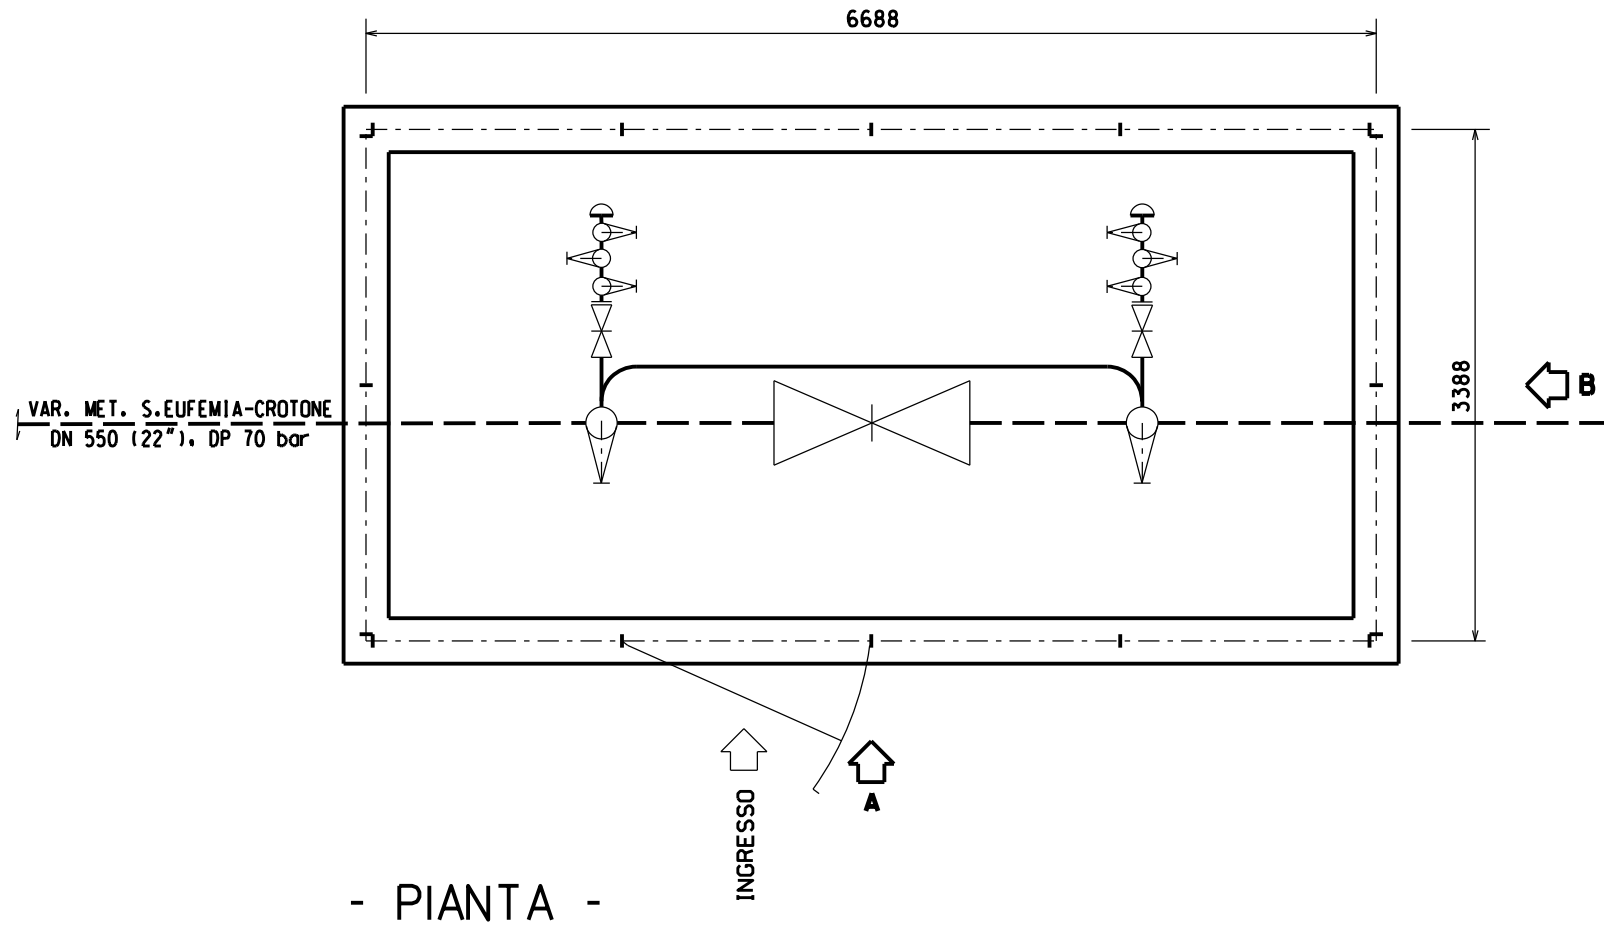 6688
3388
B
VAR. MET. S.EUFEMIA-CROTONE
DN 550 (22"), DP 70 bar
INGRESSO
A
- PIANTA -